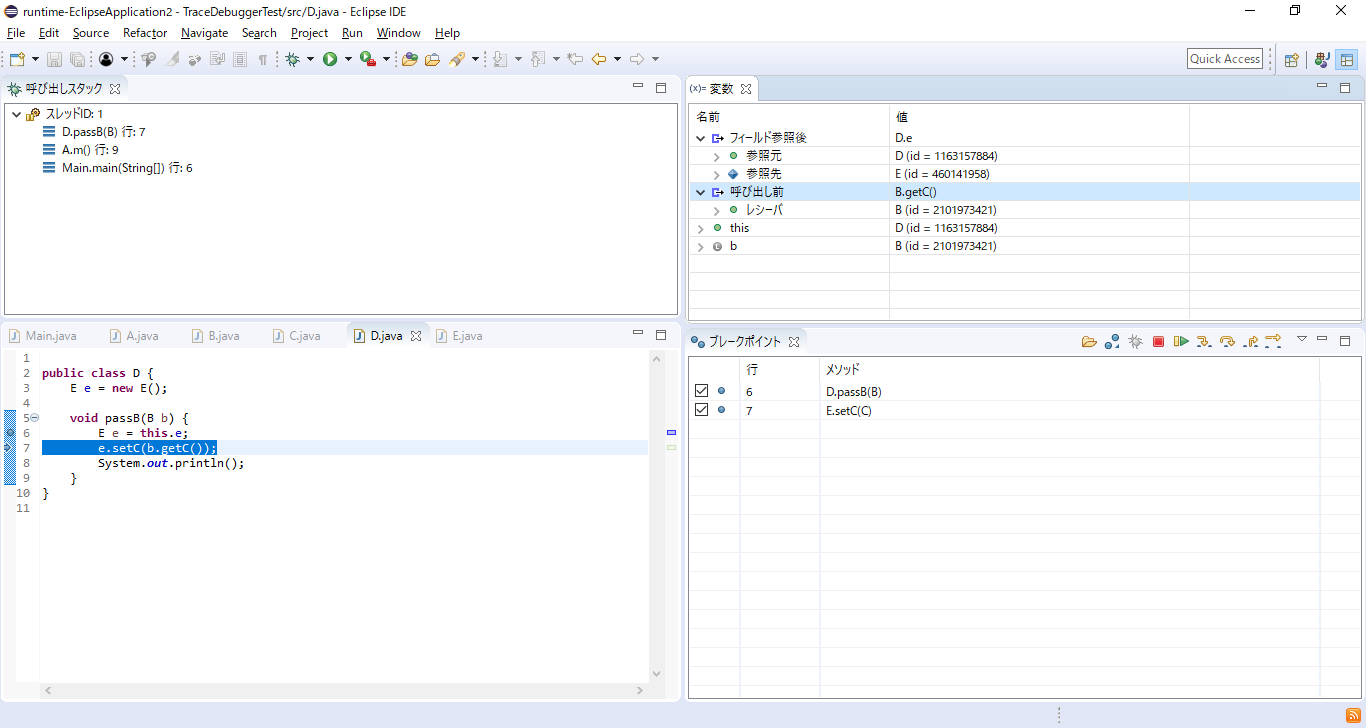 runtime-EclipseApplication2 - TraceDebuggerTest/src/D.java - Eclipse IDE
File Edit Source Refactor Navigate Search Project Run Window Help
Quick Access
呼び出しスタック
スレッドID: 1
D.passB(B) 行: 7
A.m() 行: 9
Main.main(String[]) 行: 6
(x)= 変数
名前 値
フィールド参照後 D.e
参照元 D (id = 1163157884)
参照先 E (id = 460141958)
呼び出し前 B.getC()
レシーバ B (id = 2101973421)
this D (id = 1163157884)
b B (id = 2101973421)
Main.java A.java B.java C.java D.java E.java
1
2 public class D {
3 E e = new E();
4
5 void passB(B b) {
6 E e = this.e;
7 e.setC(b.getC());
8 System.out.println();
9 }
10 }
11
ブレークポイント
行 メソッド
6 D.passB(B)
7 E.setC(C)